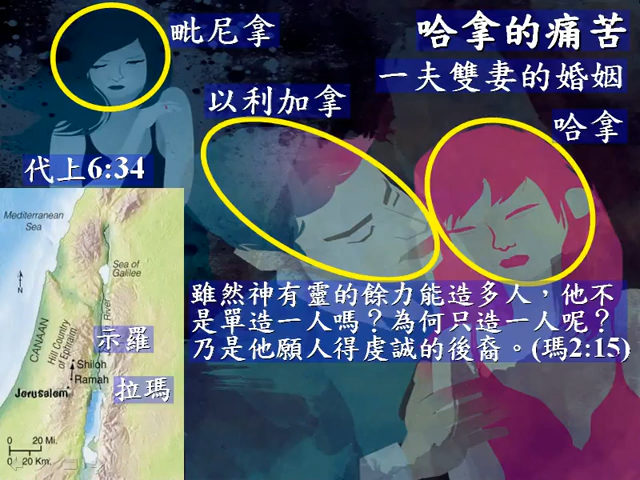 毗尼拿
哈拿的痛苦
一夫雙妻的婚姻
以利加拿
哈拿
代上6:34
雖然神有靈的餘力能造多人，他不
是單造一人嗎？為何只造一人呢？
乃是他願人得虔誠的後裔。(瑪2:15)
Mediterranean
Sea
Sea of
Galilee
N
CANAAN
Hill Country
of Ephraim
River
示羅
Shiloh
Ramah
拉瑪
Jerusalem
0 20 Mi.
0 20 Km.